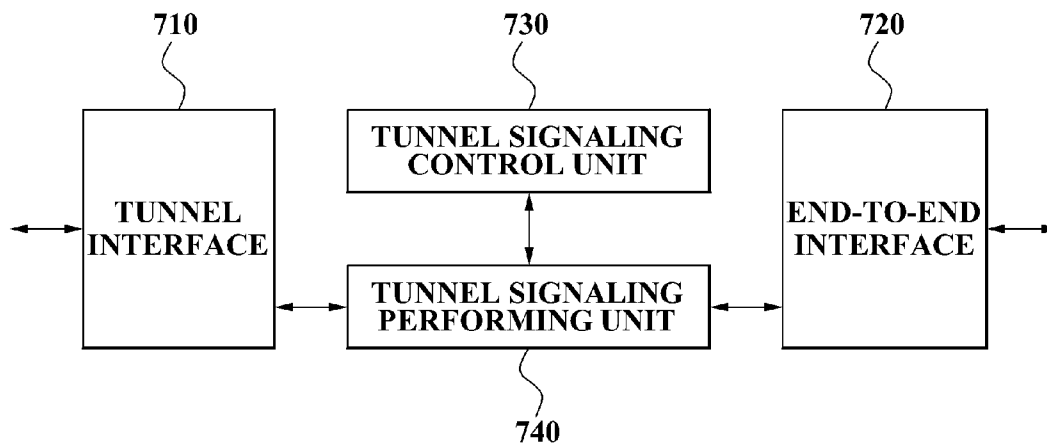 710
730
720
TUNNEL SIGNALING
CONTROL UNIT
TUNNEL
INTERFACE
END-TO-END
INTERFACE
TUNNEL SIGNALING
PERFORMING UNIT
740